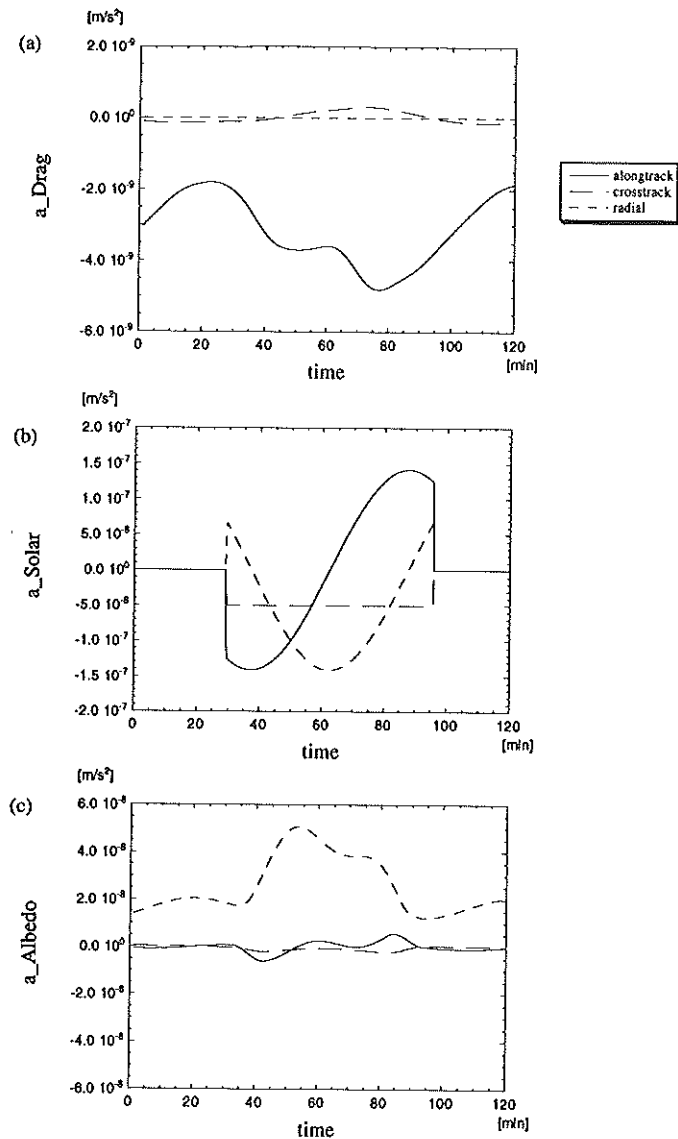 [m/s²]
(a)
2.0 10⁻⁹
0.0 10⁰
-2.0 10⁻⁹
-4.0 10⁻⁹
-6.0 10⁻⁹
a_Drag
0 20 40 60 80 100 120
time
[min]
alongtrack
crosstrack
radial
[m/s²]
(b)
2.0 10⁻⁷
1.5 10⁻⁷
1.0 10⁻⁷
5.0 10⁻⁸
0.0 10⁰
-5.0 10⁻⁸
-1.0 10⁻⁷
-1.5 10⁻⁷
-2.0 10⁻⁷
a_Solar
0 20 40 60 80 100 120
time
[min]
[m/s²]
(c)
6.0 10⁻⁸
4.0 10⁻⁸
2.0 10⁻⁸
0.0 10⁰
-2.0 10⁻⁸
-4.0 10⁻⁸
-6.0 10⁻⁸
a_Albedo
0 20 40 60 80 100 120
time
[min]